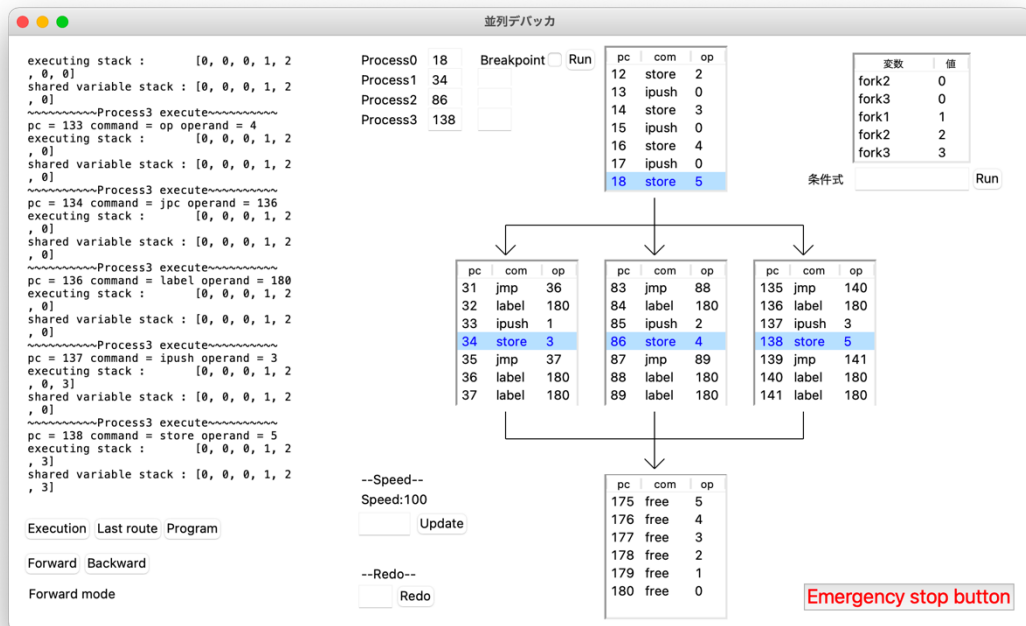 並列デバッカ
executing stack :       [0, 0, 0, 1, 2
, 0, 0]
shared variable stack : [0, 0, 0, 1, 2
, 0]
~~~~~~~~~~Process3 execute~~~~~~~~~~
pc = 133 command = op operand = 4
executing stack :       [0, 0, 0, 1, 2
, 0]
shared variable stack : [0, 0, 0, 1, 2
, 0]
~~~~~~~~~~Process3 execute~~~~~~~~~~
pc = 134 command = jpc operand = 136
executing stack :       [0, 0, 0, 1, 2
, 0]
shared variable stack : [0, 0, 0, 1, 2
, 0]
~~~~~~~~~~Process3 execute~~~~~~~~~~
pc = 136 command = label operand = 180
executing stack :       [0, 0, 0, 1, 2
, 0]
shared variable stack : [0, 0, 0, 1, 2
, 0]
~~~~~~~~~~Process3 execute~~~~~~~~~~
pc = 137 command = ipush operand = 3
executing stack :       [0, 0, 0, 1, 2
, 0, 3]
shared variable stack : [0, 0, 0, 1, 2
, 0]
~~~~~~~~~~Process3 execute~~~~~~~~~~
pc = 138 command = store operand = 5
executing stack :       [0, 0, 0, 1, 2
, 3]
shared variable stack : [0, 0, 0, 1, 2
, 3]
Execution Last route Program
Forward Backward
Forward mode
Process0 18 Breakpoint Run
Process1 34
Process2 86
Process3 138
pc com op
12 store 2
13 ipush 0
14 store 3
15 ipush 0
16 store 4
17 ipush 0
18 store 5
変数 値
fork2 0
fork3 0
fork1 1
fork2 2
fork3 3
条件式 Run
pc com op
31 jmp 36
32 label 180
33 ipush 1
34 store 3
35 jmp 37
36 label 180
37 label 180
pc com op
83 jmp 88
84 label 180
85 ipush 2
86 store 4
87 jmp 89
88 label 180
89 label 180
pc com op
135 jmp 140
136 label 180
137 ipush 3
138 store 5
139 jmp 141
140 label 180
141 label 180
--Speed--
Speed:100
Update
--Redo--
Redo
pc com op
175 free 5
176 free 4
177 free 3
178 free 2
179 free 1
180 free 0
Emergency stop button